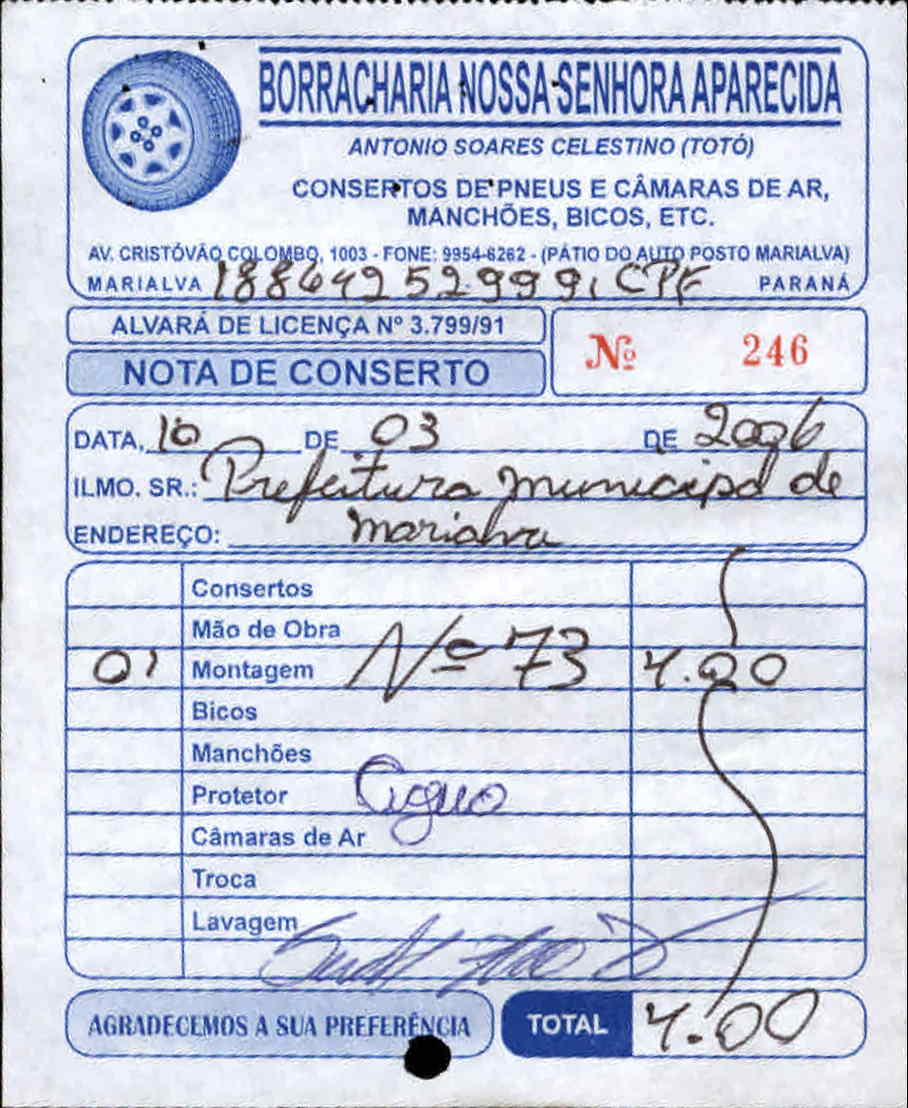 BORRACHARIA NOSSA SENHORA APARECIDA
ANTONIO SOARES CELESTINO (TOTÓ)
CONSERTOS DE PNEUS E CÂMARAS DE AR,
MANCHÕES, BICOS, ETC.
AV. CRISTÓVÃO COLOMBO, 1003 - FONE: 9954-6262 - (PÁTIO DO AUTO POSTO MARIALVA)
MARIALVA 18864252999, CPF PARANÁ
ALVARÁ DE LICENÇA Nº 3.799/91
NOTA DE CONSERTO
Nº 246
DATA, 10 DE 03 DE 2006
ILMO. SR.: Prefeitura municipal de
ENDEREÇO: marialva
Consertos
Mão de Obra
01 Montagem Nº 73 4.00
Bicos
Manchões
Protetor
Câmaras de Ar
Troca
Lavagem
AGRADECEMOS A SUA PREFERÊNCIA
TOTAL 4.00